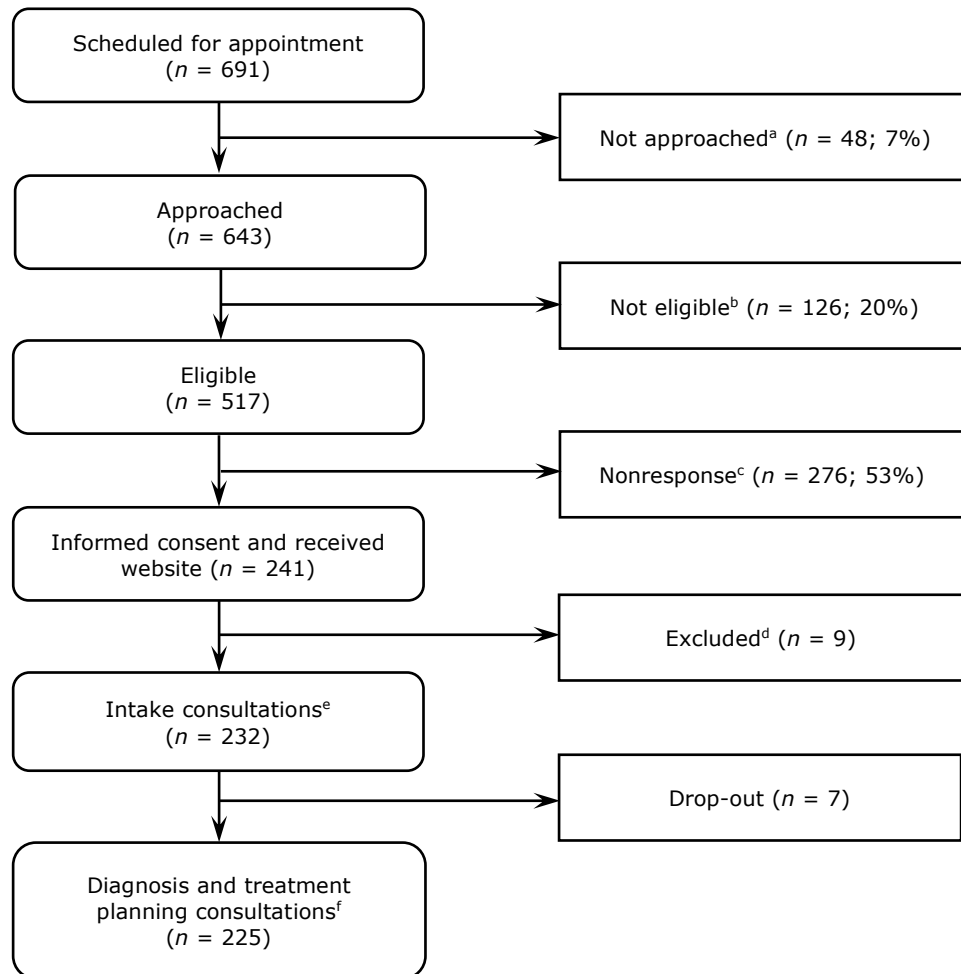 Scheduled for appointment
(n = 691)
Not approachedᵃ (n = 48; 7%)
Approached
(n = 643)
Not eligibleᵇ (n = 126; 20%)
Eligible
(n = 517)
Nonresponseᶜ (n = 276; 53%)
Informed consent and received
website (n = 241)
Excludedᵈ (n = 9)
Intake consultationsᵉ
(n = 232)
Drop-out (n = 7)
Diagnosis and treatment
planning consultationsᶠ
(n = 225)